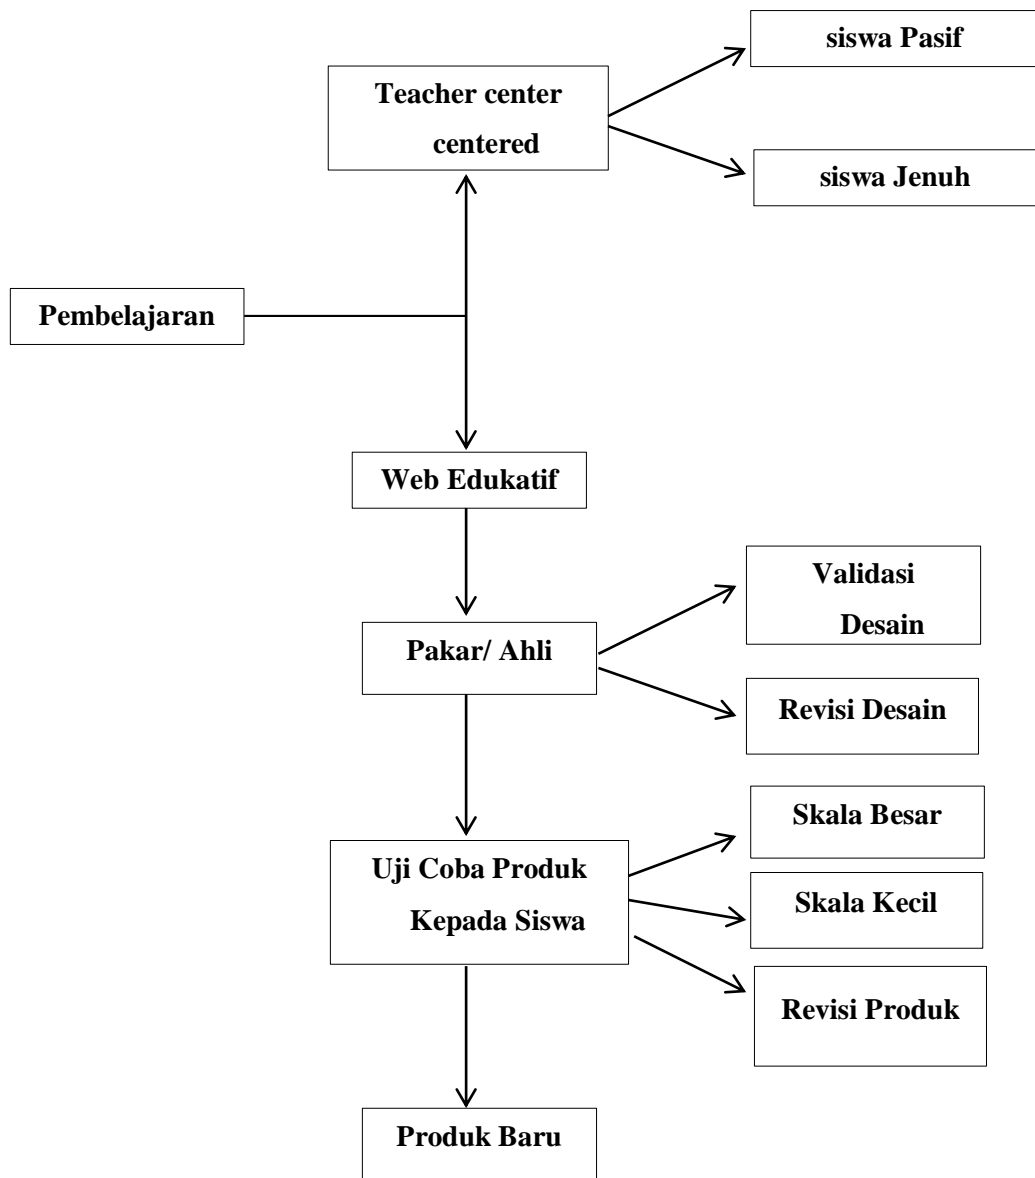 siswa Pasif
Teacher center
centered
siswa Jenuh
Pembelajaran
Web Edukatif
Validasi
Desain
Pakar/ Ahli
Revisi Desain
Skala Besar
Uji Coba Produk
Kepada Siswa
Skala Kecil
Revisi Produk
Produk Baru